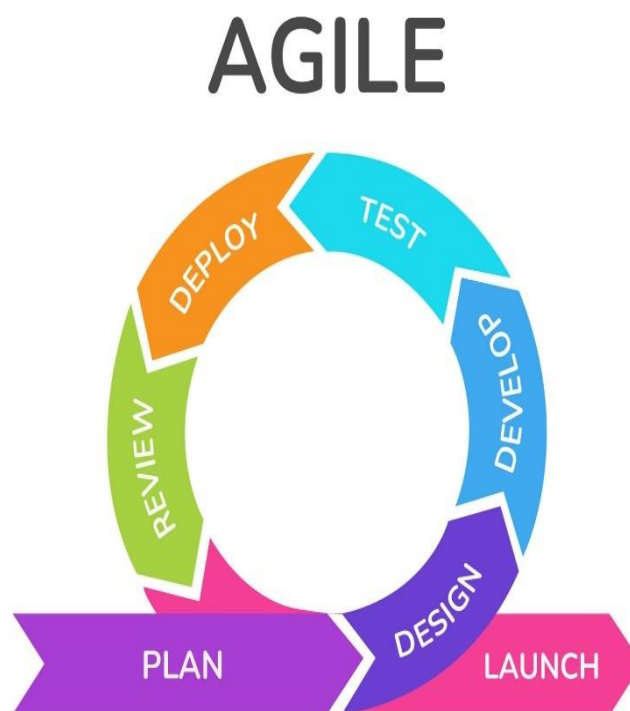 AGILE
PLAN
DESIGN
DEVELOP
TEST
DEPLOY
REVIEW
LAUNCH